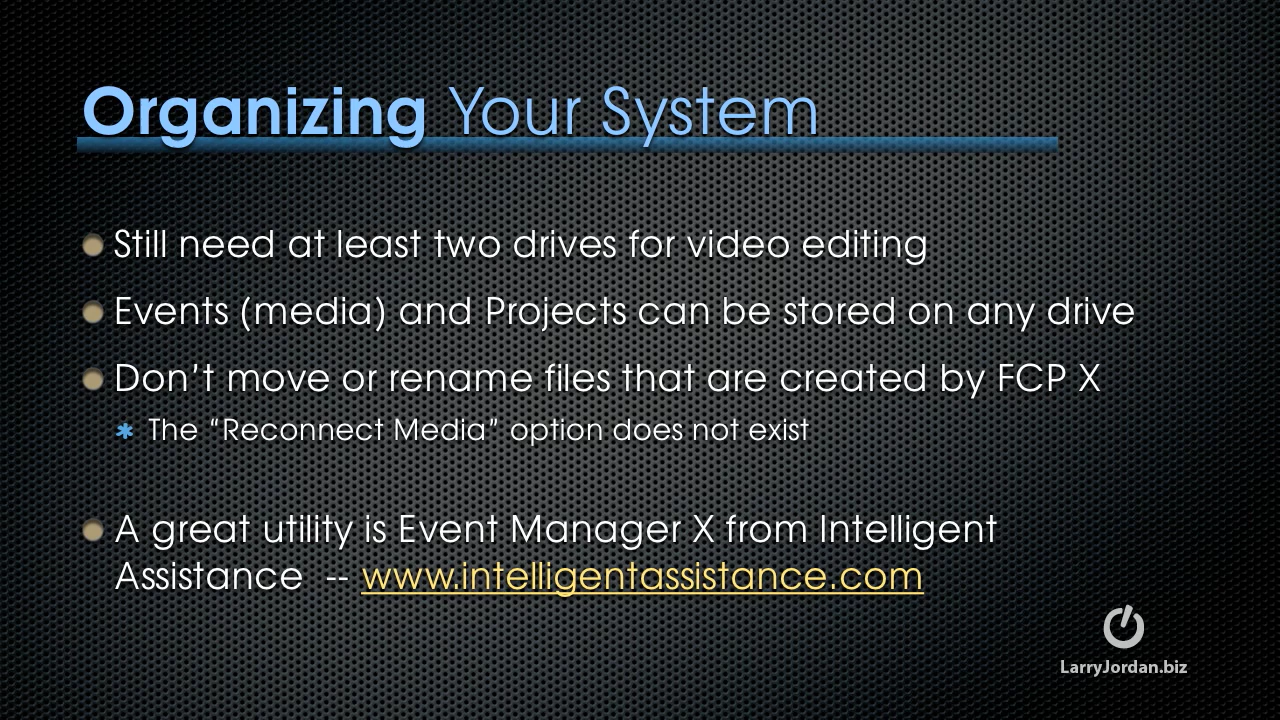 Organizing Your System
Still need at least two drives for video editing
Events (media) and Projects can be stored on any drive
Don’t move or rename files that are created by FCP X
The “Reconnect Media” option does not exist
A great utility is Event Manager X from Intelligent
Assistance -- www.intelligentassistance.com
LarryJordan.biz